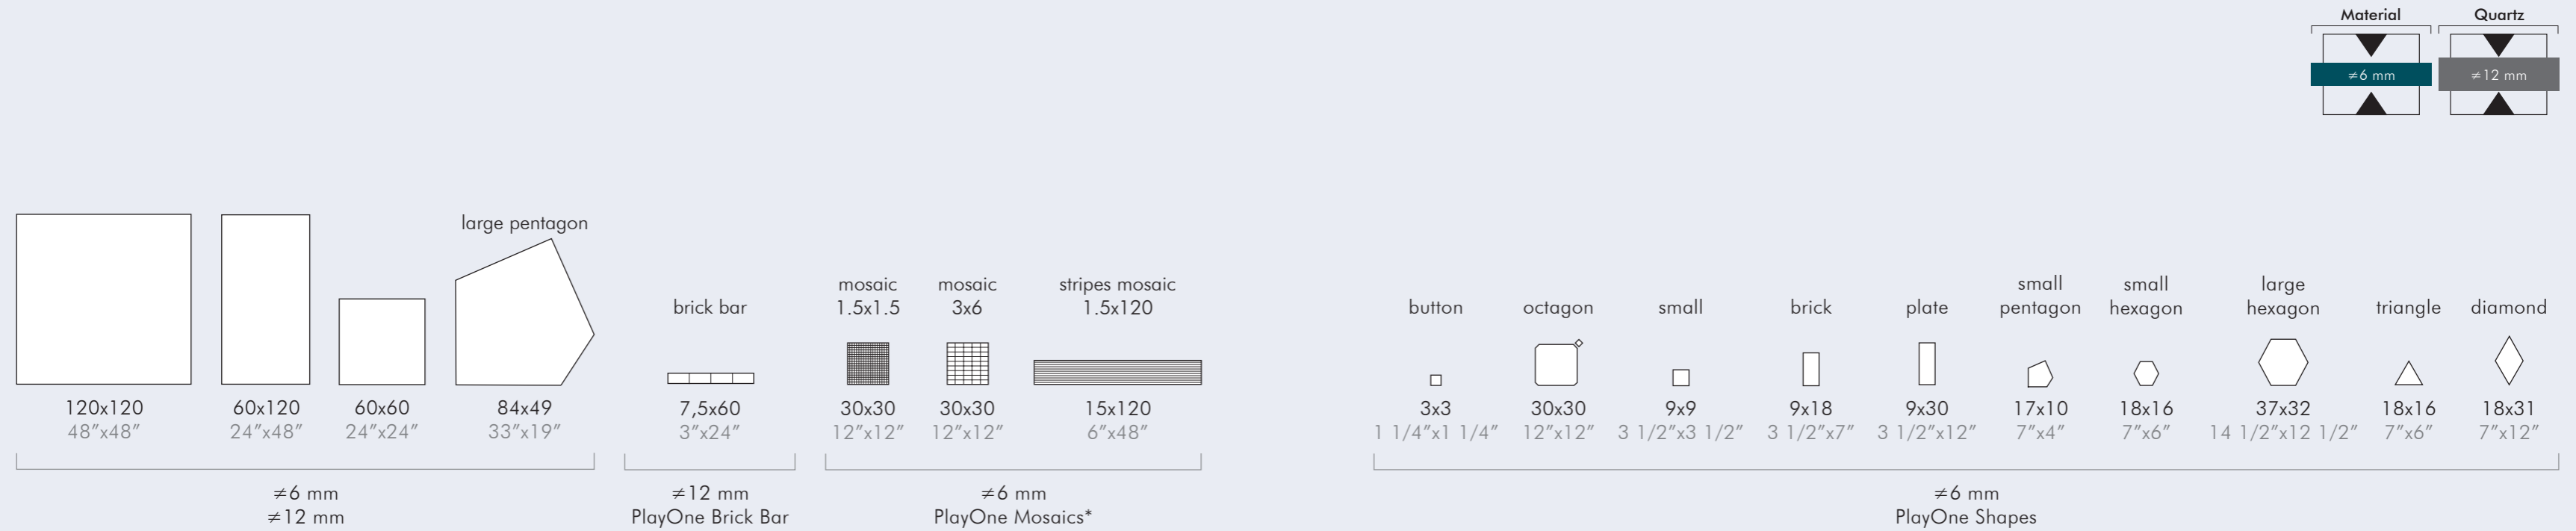 Material
Quartz
≠6 mm
≠12 mm
large pentagon
120x120
48”x48”
60x120
24”x48”
60x60
24”x24”
84x49
33”x19”
≠6 mm
≠12 mm
brick bar
7,5x60
3”x24”
≠12 mm
PlayOne Brick Bar
mosaic
1.5x1.5
30x30
12”x12”
mosaic
3x6
30x30
12”x12”
stripes mosaic
1.5x120
15x120
6”x48”
≠6 mm
PlayOne Mosaics*
button
3x3
1 1/4”x1 1/4”
octagon
30x30
12”x12”
small
9x9
3 1/2”x3 1/2”
brick
9x18
3 1/2”x7”
plate
9x30
3 1/2”x12”
small
pentagon
17x10
7”x4”
small
hexagon
18x16
7”x6”
large
hexagon
37x32
14 1/2”x12 1/2”
triangle
18x16
7”x6”
diamond
18x31
7”x12”
≠6 mm
PlayOne Shapes